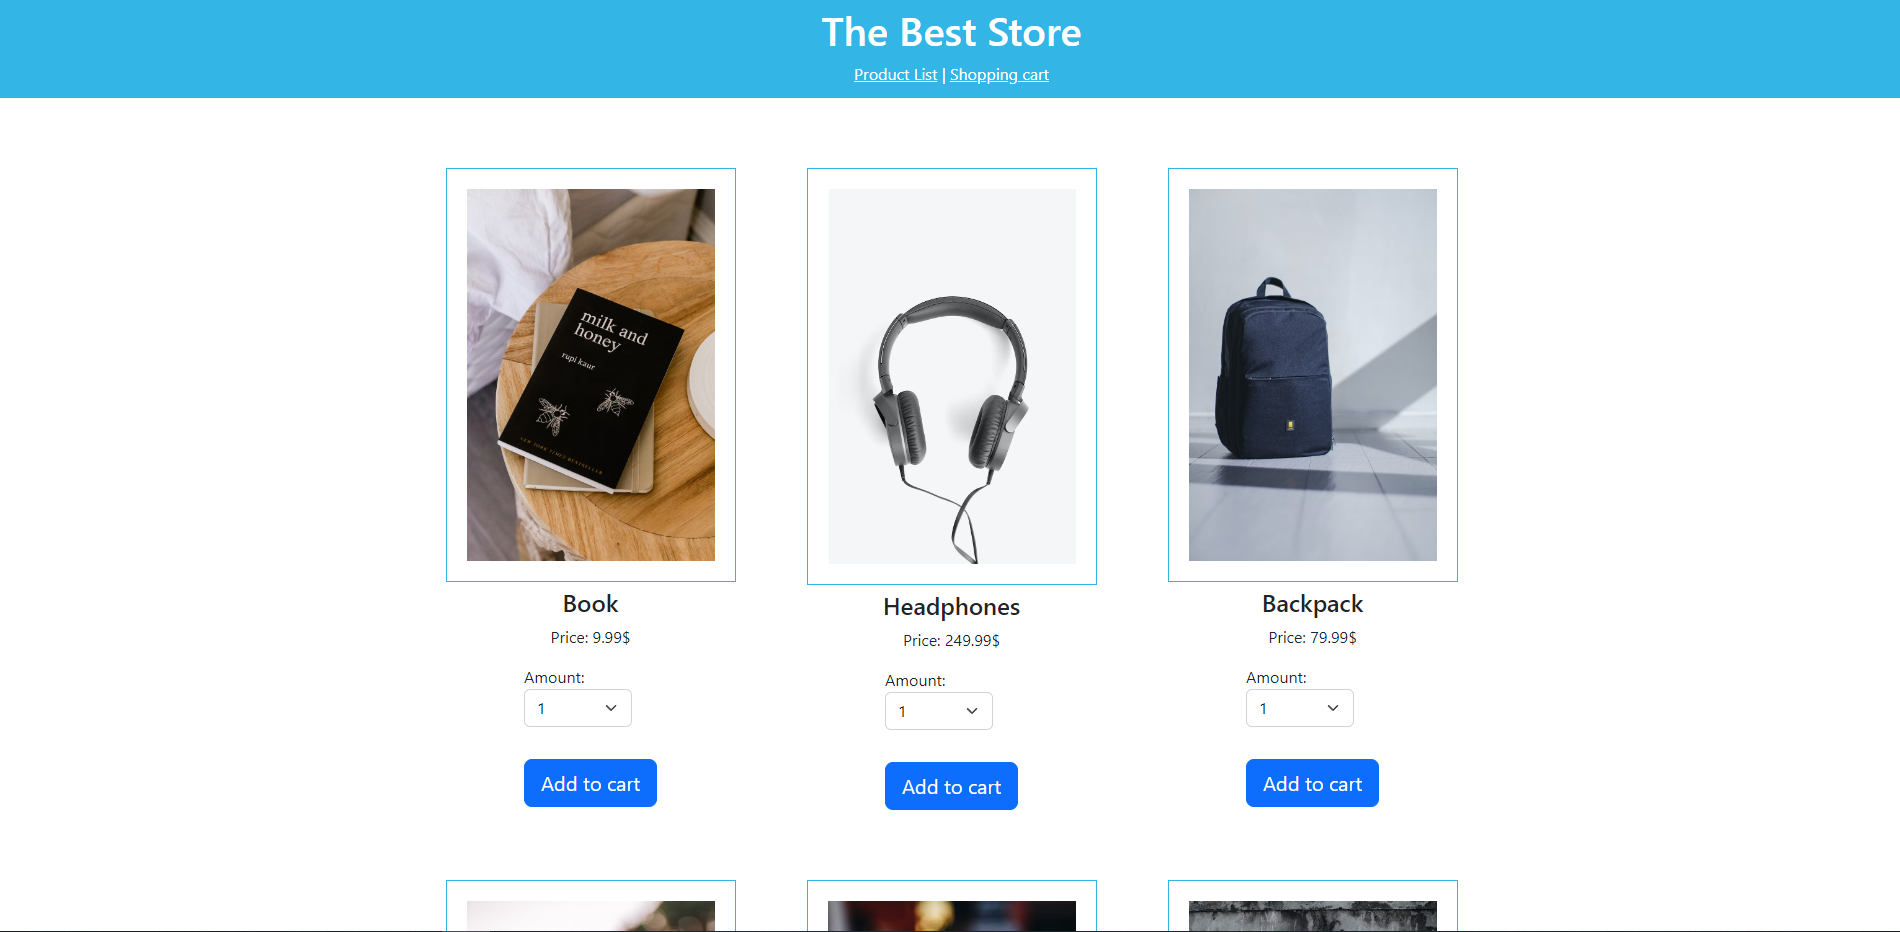 The Best Store
Product List | Shopping cart
milk and
honey
rupi kaur
NEW YORK TIMES BESTSELLER
Book
Price: 9.99$
Amount:
1
Add to cart
Headphones
Price: 249.99$
Amount:
1
Add to cart
Backpack
Price: 79.99$
Amount:
1
Add to cart